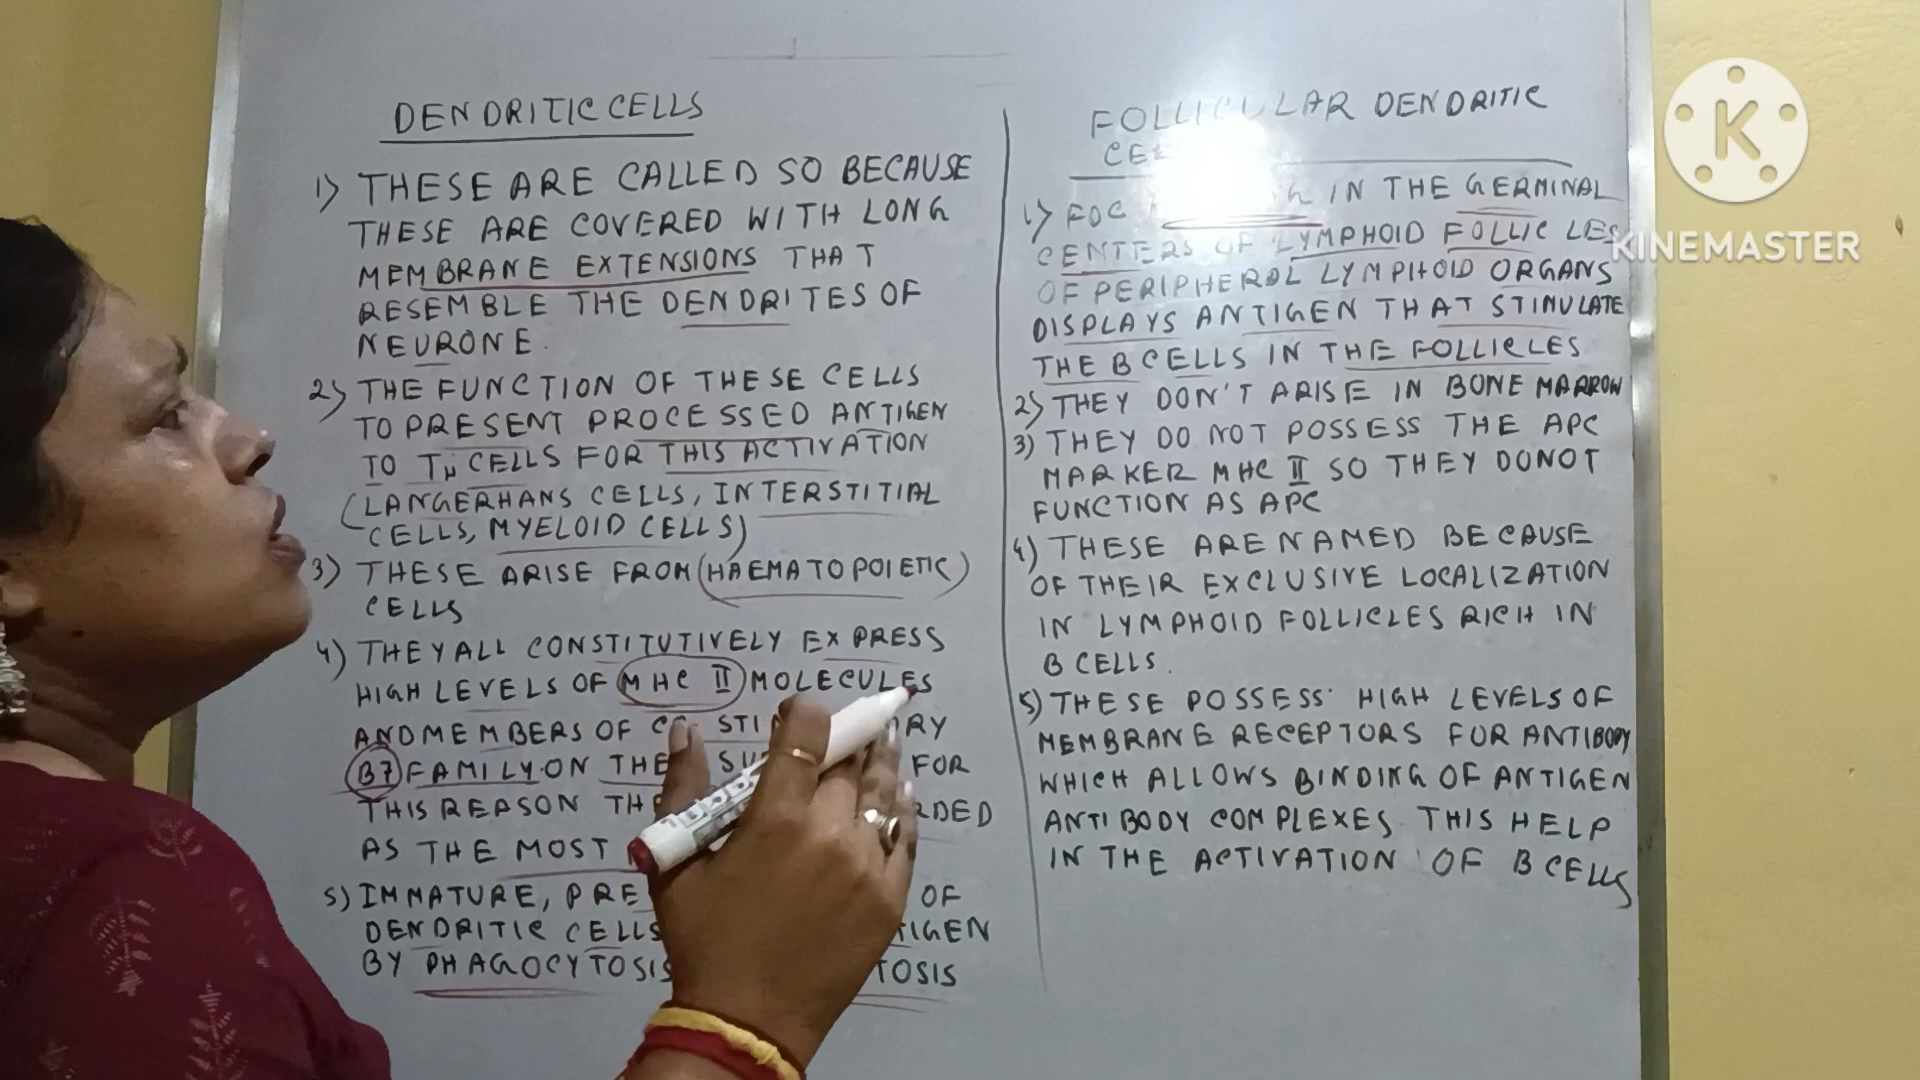 DENDRITIC CELLS
1) THESE ARE CALLED SO BECAUSE
THESE ARE COVERED WITH LONG
MEMBRANE EXTENSIONS THAT
RESEMBLE THE DENDRITES OF
NEURONE.
2) THE FUNCTION OF THESE CELLS
TO PRESENT PROCESSED ANTIGEN
TO TH CELLS FOR THIS ACTIVATION
(LANGERHANS CELLS, INTERSTITIAL
CELLS, MYELOID CELLS)
3) THESE ARISE FROM (HAEMATOPOIETIC)
CELLS
4) THEY ALL CONSTITUTIVELY EXPRESS
HIGH LEVELS OF MHC II MOLECULES
AND MEMBERS OF
B7 FAMILY ON THE FOR
THIS REASON
AS THE MOST
5) IMMATURE, OF
DENDRITIC CELLS
BY PHAGOCYTOSIS
FOLLICULAR DENDRITIC
1) FDC IN THE GERMINAL
CENTERS OF LYMPHOID FOLLICLES
OF PERIPHEROL LYMPHOID ORGANS
DISPLAYS ANTIGEN THAT STIMULATE
THE B CELLS IN THE FOLLICLES
2) THEY DON'T ARISE IN BONE MARROW
3) THEY DO NOT POSSESS THE APC
MARKER MHC II SO THEY DONOT
FUNCTION AS APC
4) THESE ARE NAMED BECAUSE
OF THEIR EXCLUSIVE LOCALIZATION
IN LYMPHOID FOLLICLES RICH IN
B CELLS.
5) THESE POSSESS HIGH LEVELS OF
MEMBRANE RECEPTORS FOR ANTIBODY
WHICH ALLOWS BINDING OF ANTIGEN
ANTIBODY COMPLEXES. THIS HELP
IN THE ACTIVATION OF B CELLS
K
KINEMASTER